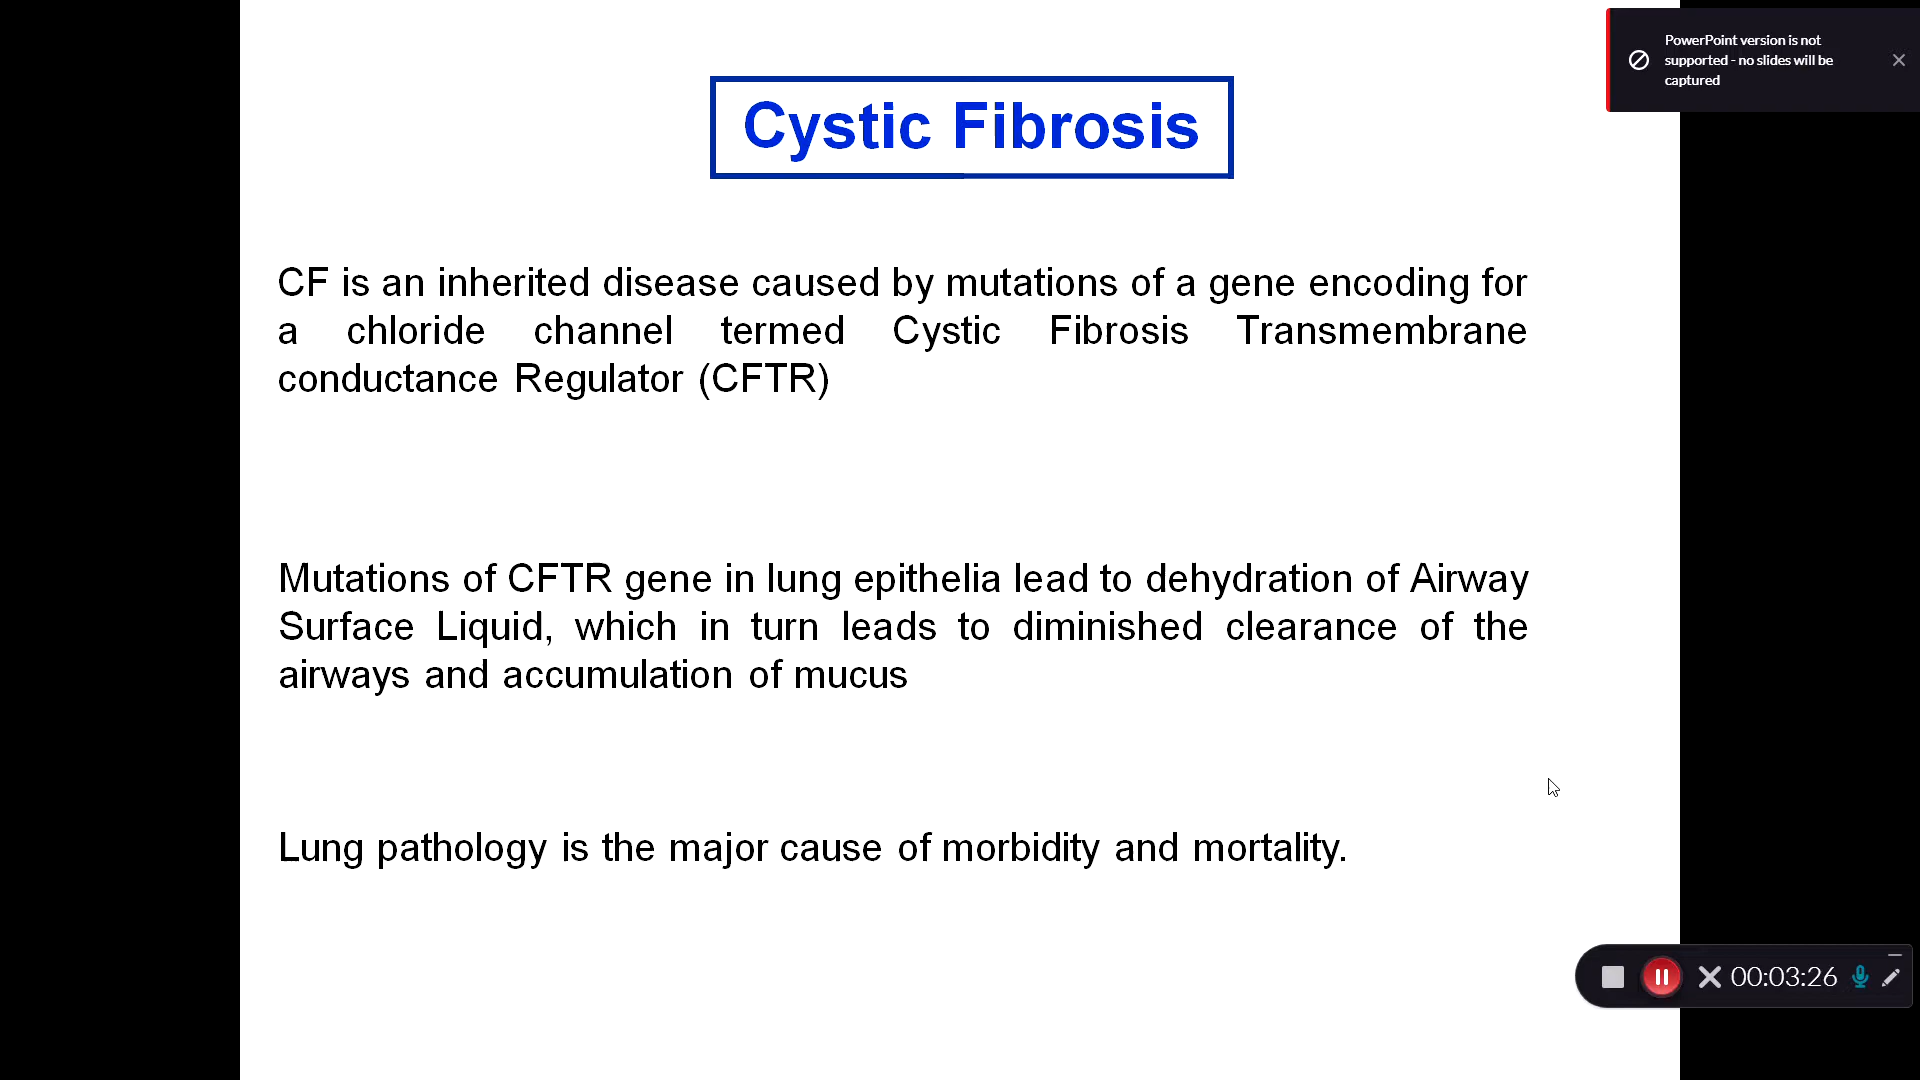 PowerPoint version is not
supported - no slides will be
captured
Cystic Fibrosis
CF is an inherited disease caused by mutations of a gene encoding for
a chloride channel termed Cystic Fibrosis Transmembrane
conductance Regulator (CFTR)
Mutations of CFTR gene in lung epithelia lead to dehydration of Airway
Surface Liquid, which in turn leads to diminished clearance of the
airways and accumulation of mucus
Lung pathology is the major cause of morbidity and mortality.
00:03:26